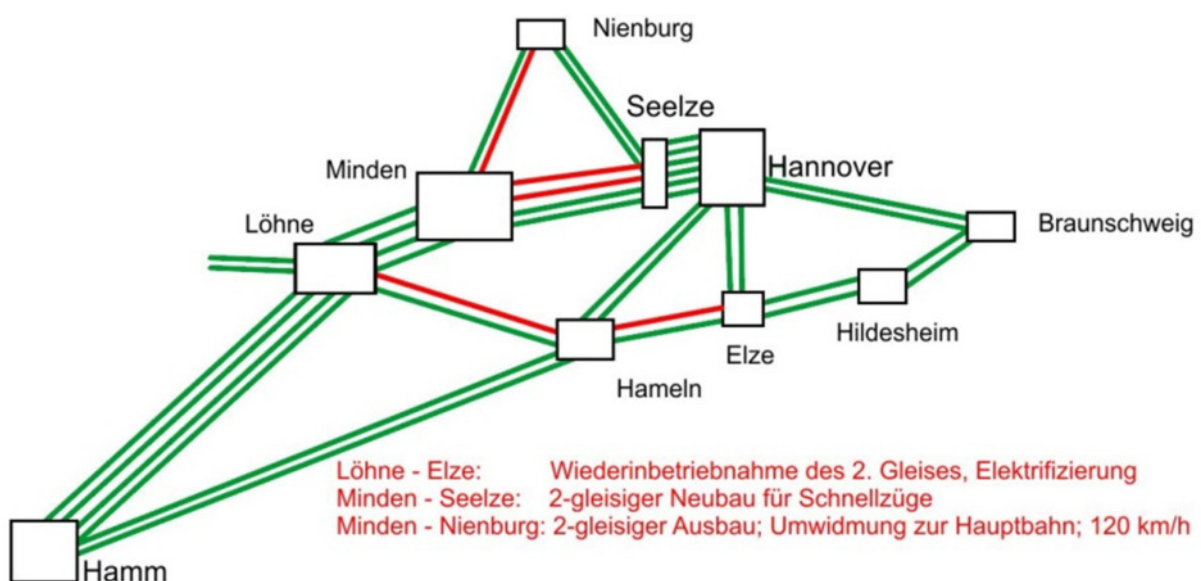 Nienburg
Seelze
Minden
Hannover
Löhne
Braunschweig
Hildesheim
Elze
Hameln
Löhne - Elze: Wiederinbetriebnahme des 2. Gleises, Elektrifizierung
Minden - Seelze: 2-gleisiger Neubau für Schnellzüge
Minden - Nienburg: 2-gleisiger Ausbau; Umwidmung zur Hauptbahn; 120 km/h
Hamm